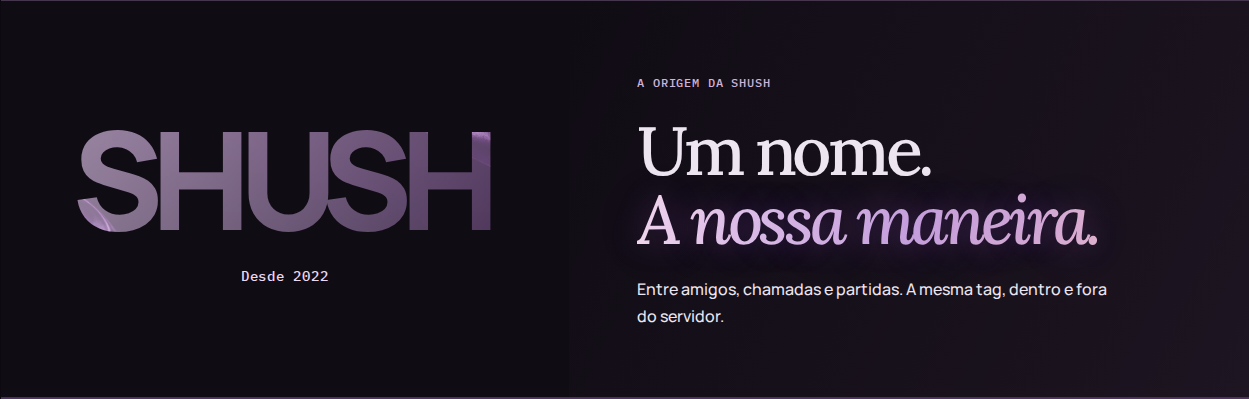 SHUSH
Desde 2022
A ORIGEM DA SHUSH
Um nome.
A nossa maneira.
Entre amigos, chamadas e partidas. A mesma tag, dentro e fora
do servidor.